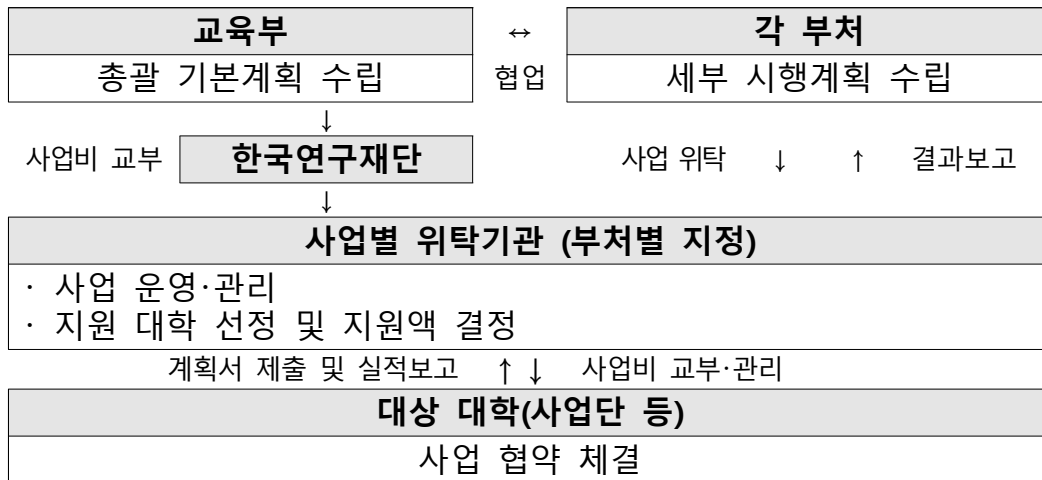 교육부 ↔ 각 부처
총괄 기본계획 수립 협업 세부 시행계획 수립
↓
사업비 교부 한국연구재단 사업 위탁 ↓ ↑ 결과보고
↓
사업별 위탁기관 (부처별 지정)
· 사업 운영·관리
· 지원 대학 선정 및 지원액 결정
계획서 제출 및 실적보고 ↑↓ 사업비 교부·관리
대상 대학(사업단 등)
사업 협약 체결